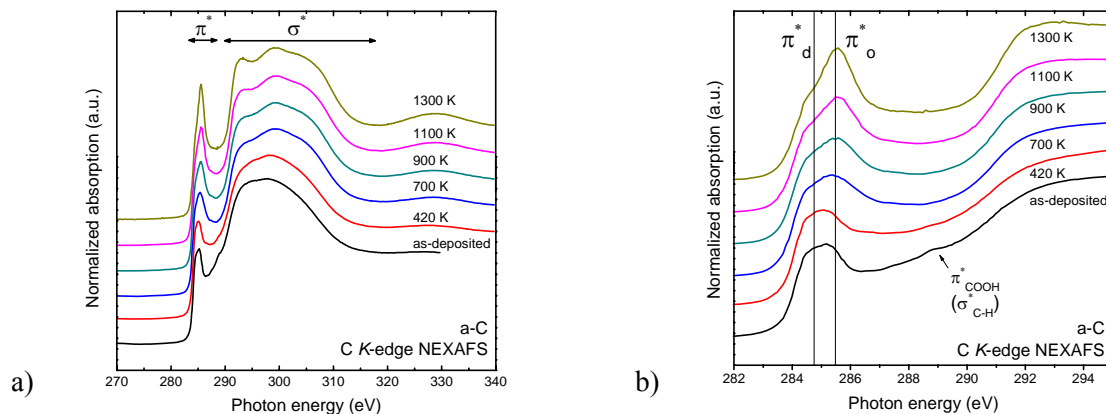 π* σ*
1300 K
1100 K
900 K
700 K
420 K
as-deposited
a-C
C K-edge NEXAFS
Normalized absorption (a.u.)
270 280 290 300 310 320 330 340
Photon energy (eV)
a)
π*d π*o
1300 K
1100 K
900 K
700 K
420 K
as-deposited
π*COOH
(σ*C-H)
a-C
C K-edge NEXAFS
Normalized absorption (a.u.)
282 284 286 288 290 292 294
Photon energy (eV)
b)